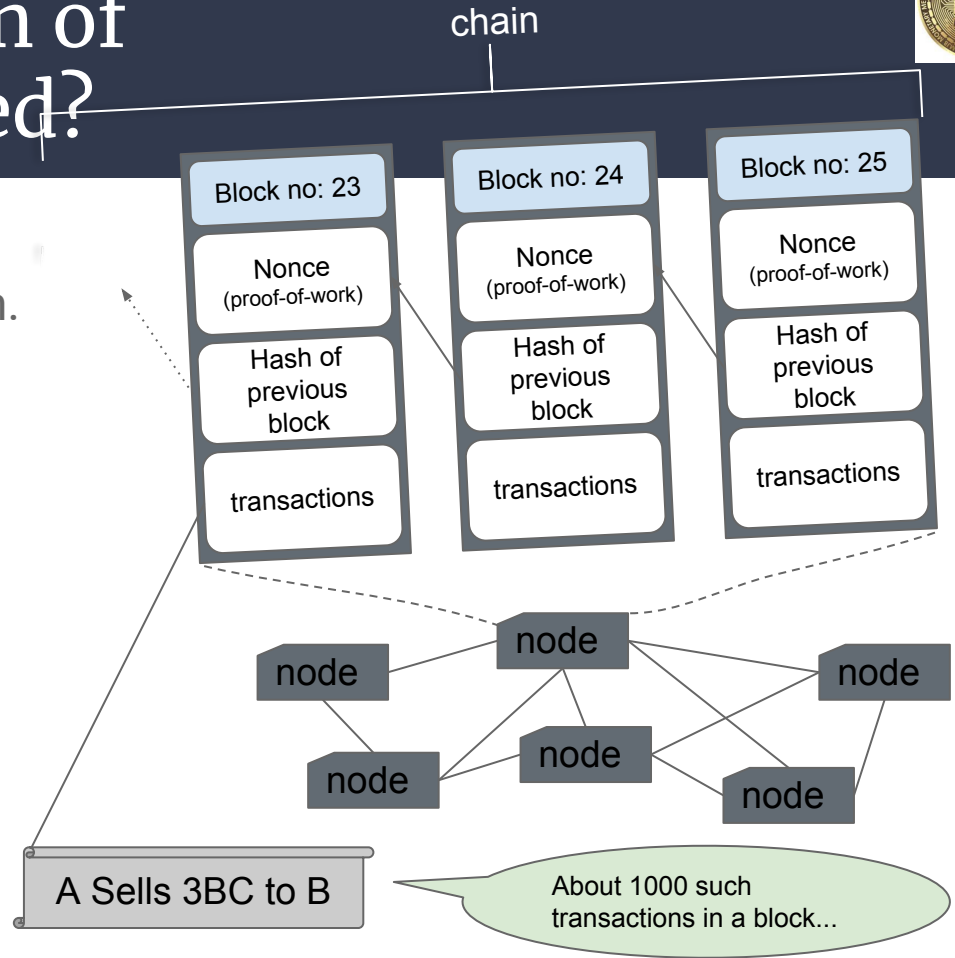 n of
ed?
chain
Block no: 23
Nonce
(proof-of-work)
Hash of
previous
block
transactions
Block no: 24
Nonce
(proof-of-work)
Hash of
previous
block
transactions
Block no: 25
Nonce
(proof-of-work)
Hash of
previous
block
transactions
n.
node
node
node
node
node
node
A Sells 3BC to B
About 1000 such
transactions in a block...